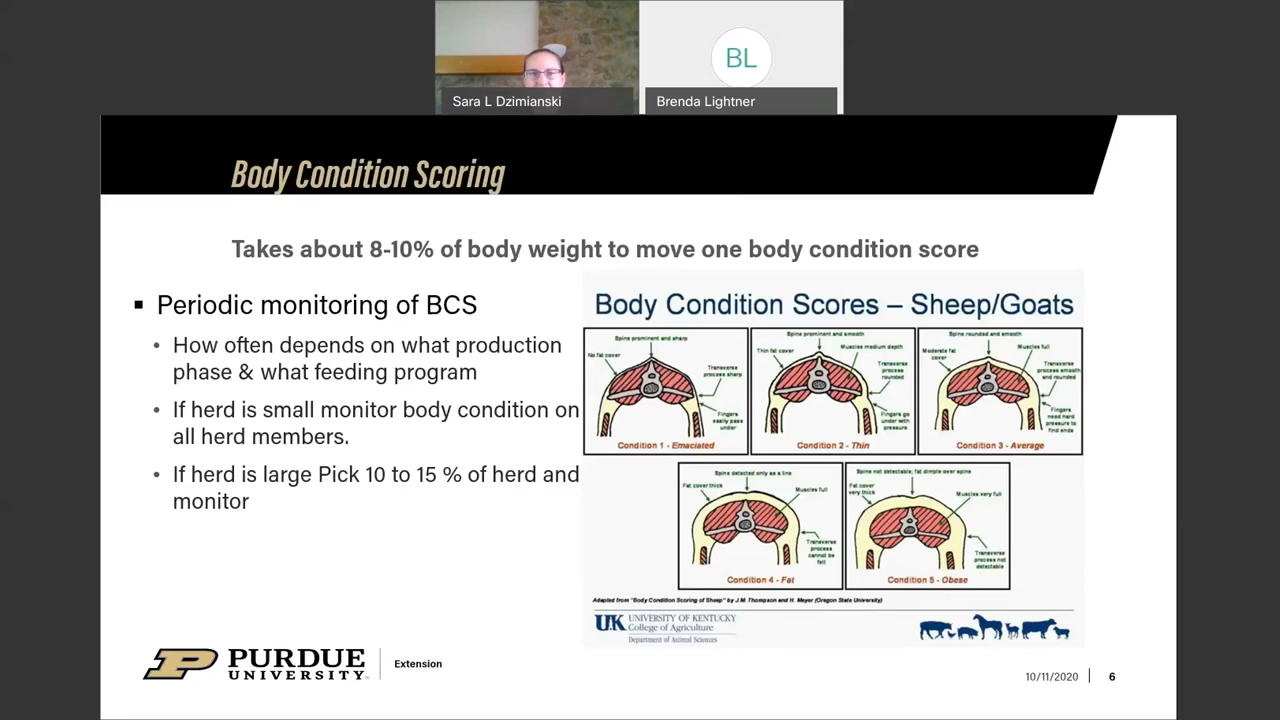 BL
Sara L Dzimianski
Brenda Lightner
Body Condition Scoring
Takes about 8-10% of body weight to move one body condition score
▪ Periodic monitoring of BCS
• How often depends on what production
phase & what feeding program
• If herd is small monitor body condition on
all herd members.
• If herd is large Pick 10 to 15 % of herd and
monitor
Body Condition Scores – Sheep/Goats
Spine prominent and sharp
No fat cover
Transverse
process sharp
Fingers
easily pass
under
Condition 1 - Emaciated
Spine prominent and smooth
Thin fat cover
Muscles medium depth
Transverse
process
rounded
Fingers go
under with
pressure
Condition 2 - Thin
Spine rounded and smooth
Moderate fat
cover
Muscles full
Transverse
process smooth
and rounded
Fingers
need hard
pressure to
find ends
Condition 3 - Average
Spine detected only as a line
Fat cover thick
Muscles full
Transverse
process
cannot be
felt
Condition 4 - Fat
Spine not detectable; fat dimple over spine
Fat cover
very thick
Muscles very full
Transverse
process not
detectable
Condition 5 - Obese
Adapted from "Body Condition Scoring of Sheep" by J.M. Thompson and H. Meyer (Oregon State University)
UK UNIVERSITY OF KENTUCKY
College of Agriculture
Department of Animal Sciences
PURDUE
UNIVERSITY
Extension
10/11/2020
6